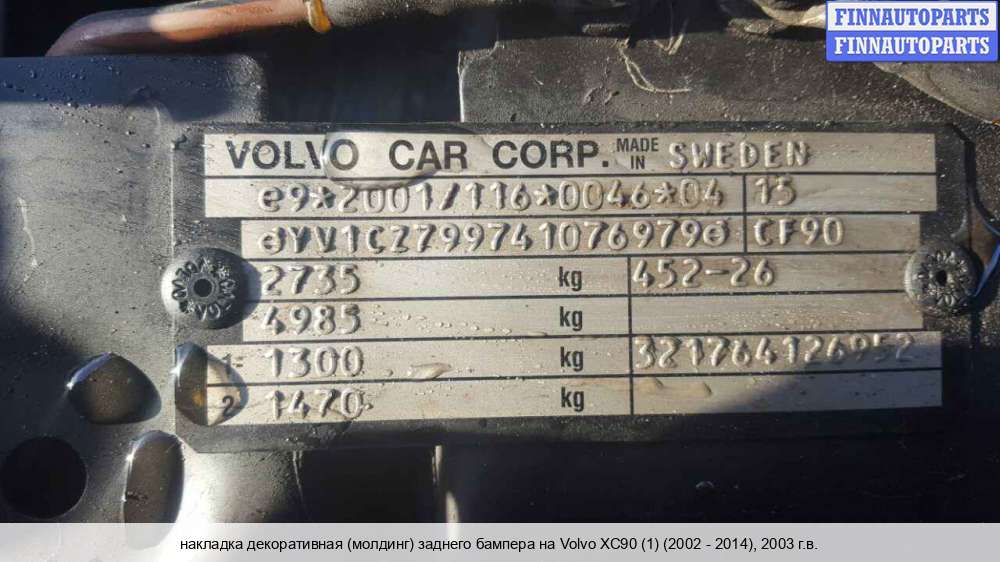 FINNAUTOPARTS
FINNAUTOPARTS
VOLVO CAR CORP. MADE IN SWEDEN
e9*2001/116*0046*04 15
YV1CZ799741076979 CF90
2735 kg 452-26
4985 kg
1- 1300 kg 321764126952
2 1470 kg
накладка декоративная (молдинг) заднего бампера на Volvo XC90 (1) (2002 - 2014), 2003 г.в.